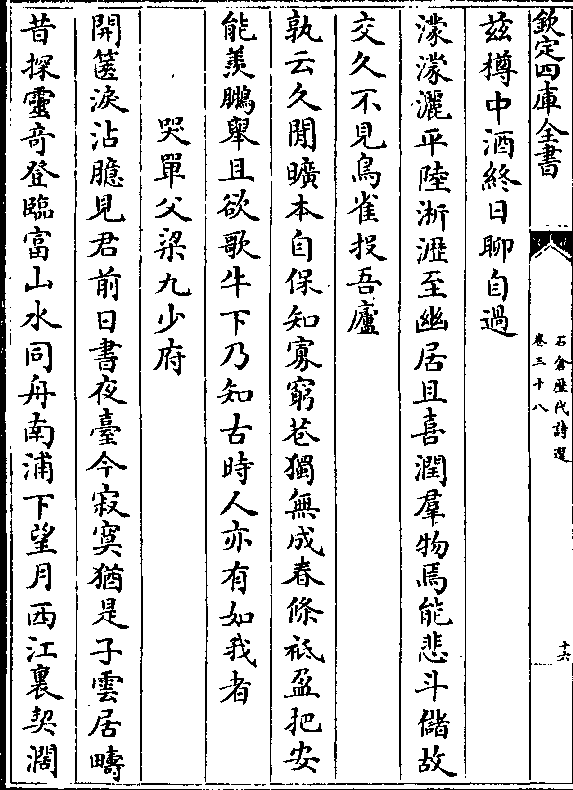 欽定四庫全書
石倉歷代詩選
卷三十八
十六
茲樽中酒終日聊自過
濛濛灑平陸淅瀝至幽居且喜潤羣物焉能悲斗儲故
交久不見鳥雀投吾廬
孰云久閒曠本自保知寡窮巷獨無成春條祗盈把安
能羨鵬舉且欲歌牛下乃知古時人亦有如我者
哭單父梁九少府
開篋淚沾臆見君前日書夜臺今寂寞猶是子雲居疇
昔探靈奇登臨富山水同舟南浦下望月西江裏契濶